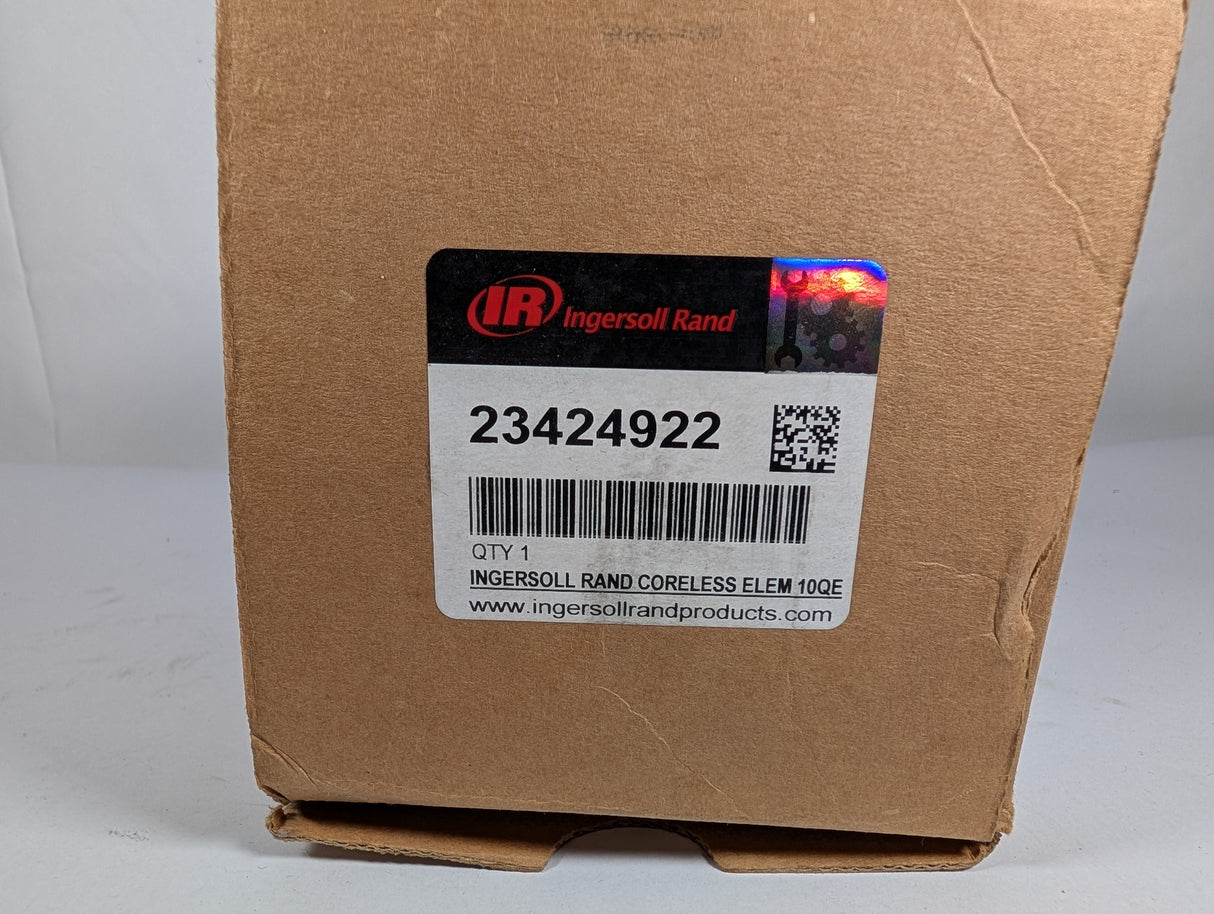 IR Ingersoll Rand
23424922
QTY 1
INGERSOLL RAND CORELESS ELEM 10QE
www.ingersollrandproducts.com